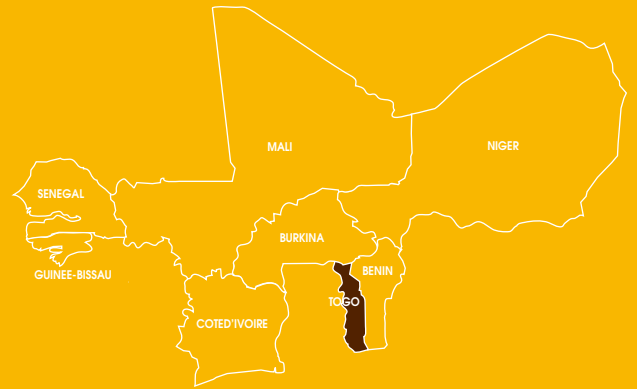 MALI
NIGER
SENEGAL
BURKINA
GUINEE-BISSAU
BENIN
TOGO
COTED'IVOIRE